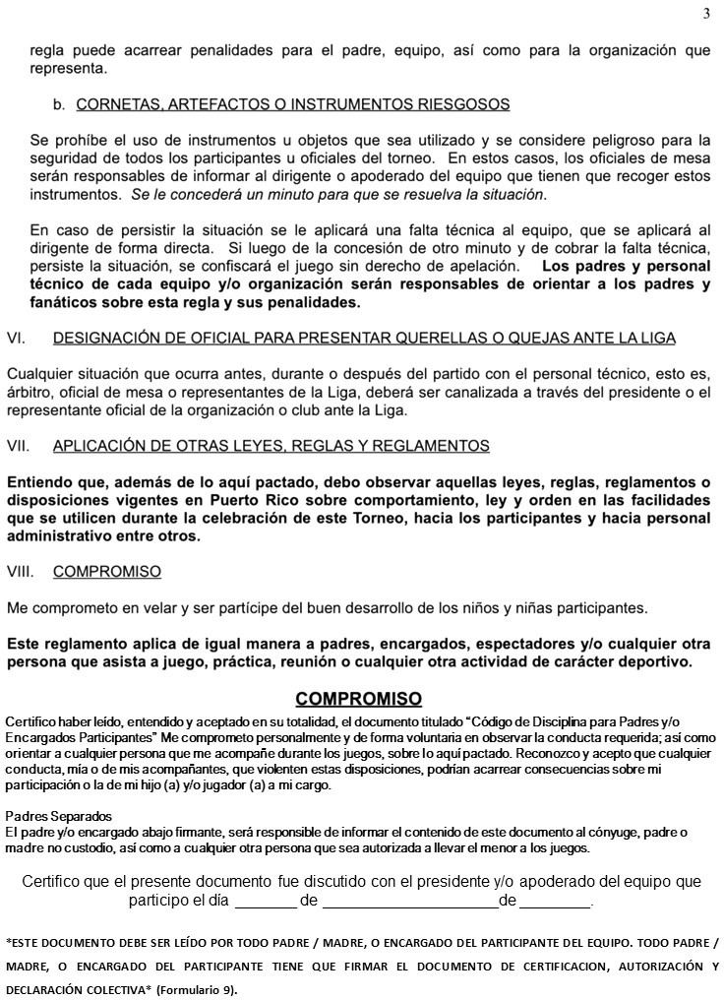 3
regla puede acarrear penalidades para el padre, equipo, así como para la organización que
representa.
b. CORNETAS, ARTEFACTOS O INSTRUMENTOS RIESGOSOS
Se prohíbe el uso de instrumentos u objetos que sea utilizado y se considere peligroso para la
seguridad de todos los participantes u oficiales del torneo. En estos casos, los oficiales de mesa
serán responsables de informar al dirigente o apoderado del equipo que tienen que recoger estos
instrumentos. Se le concederá un minuto para que se resuelva la situación.
En caso de persistir la situación se le aplicará una falta técnica al equipo, que se aplicará al
dirigente de forma directa. Si luego de la concesión de otro minuto y de cobrar la falta técnica,
persiste la situación, se confiscará el juego sin derecho de apelación. Los padres y personal
técnico de cada equipo y/o organización serán responsables de orientar a los padres y
fanáticos sobre esta regla y sus penalidades.
VI. DESIGNACIÓN DE OFICIAL PARA PRESENTAR QUERELLAS O QUEJAS ANTE LA LIGA
Cualquier situación que ocurra antes, durante o después del partido con el personal técnico, esto es,
árbitro, oficial de mesa o representantes de la Liga, deberá ser canalizada a través del presidente o el
representante oficial de la organización o club ante la Liga.
VII. APLICACIÓN DE OTRAS LEYES, REGLAS Y REGLAMENTOS
Entiendo que, además de lo aquí pactado, debo observar aquellas leyes, reglas, reglamentos o
disposiciones vigentes en Puerto Rico sobre comportamiento, ley y orden en las facilidades
que se utilicen durante la celebración de este Torneo, hacia los participantes y hacia personal
administrativo entre otros.
VIII. COMPROMISO
Me comprometo en velar y ser partícipe del buen desarrollo de los niños y niñas participantes.
Este reglamento aplica de igual manera a padres, encargados, espectadores y/o cualquier otra
persona que asista a juego, práctica, reunión o cualquier otra actividad de carácter deportivo.
COMPROMISO
Certifico haber leído, entendido y aceptado en su totalidad, el documento titulado “Código de Disciplina para Padres y/o
Encargados Participantes” Me comprometo personalmente y de forma voluntaria en observar la conducta requerida; así como
orientar a cualquier persona que me acompañe durante los juegos, sobre lo aquí pactado. Reconozco y acepto que cualquier
conducta, mía o de mis acompañantes, que violenten estas disposiciones, podrían acarrear consecuencias sobre mi
participación o la de mi hijo (a) y/o jugador (a) a mi cargo.
Padres Separados
El padre y/o encargado abajo firmante, será responsible de informar el contenido de este documento al cónyuge, padre o
madre no custodio, así como a cualquier otra persona que sea autorizada a llevar el menor a los juegos.
Certifico que el presente documento fue discutido con el presidente y/o apoderado del equipo que
participo el día _______ de ____________________de ________.
*ESTE DOCUMENTO DEBE SER LEÍDO POR TODO PADRE / MADRE, O ENCARGADO DEL PARTICIPANTE DEL EQUIPO. TODO PADRE /
MADRE, O ENCARGADO DEL PARTICIPANTE TIENE QUE FIRMAR EL DOCUMENTO DE CERTIFICACION, AUTORIZACIÓN Y
DECLARACIÓN COLECTIVA* (Formulario 9).